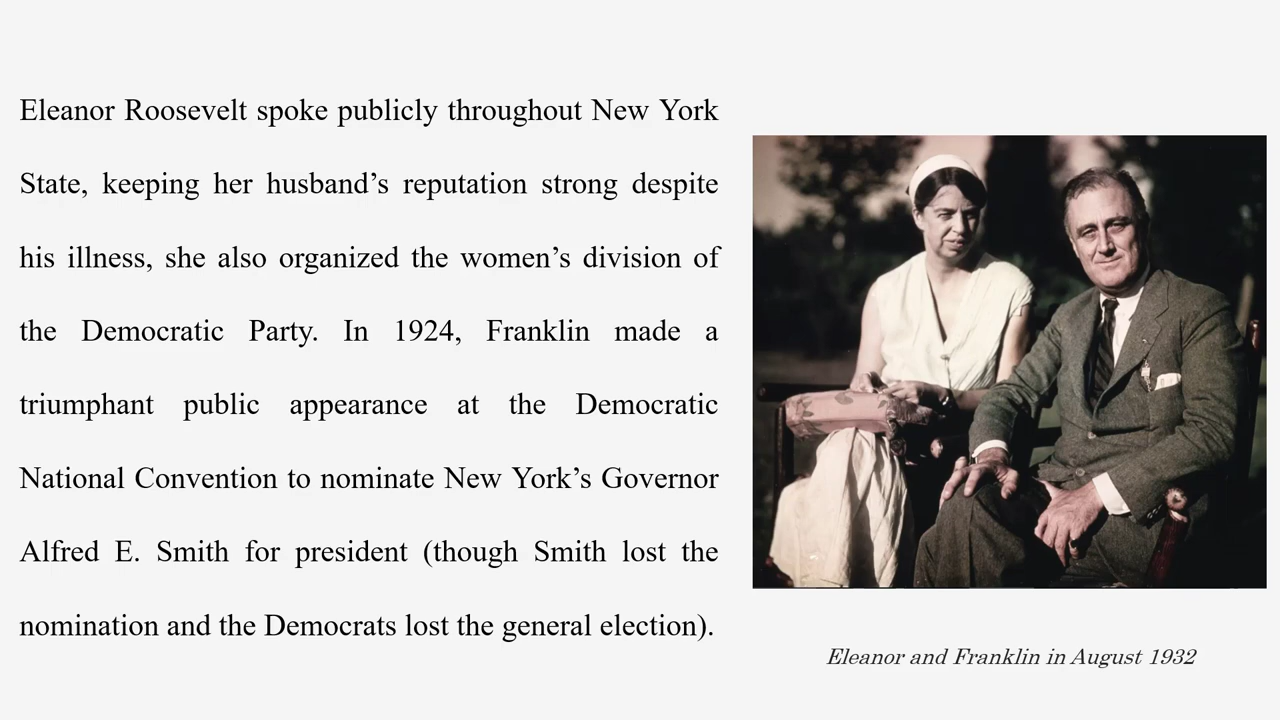 Eleanor Roosevelt spoke publicly throughout New York
State, keeping her husband’s reputation strong despite
his illness, she also organized the women’s division of
the Democratic Party. In 1924, Franklin made a
triumphant public appearance at the Democratic
National Convention to nominate New York’s Governor
Alfred E. Smith for president (though Smith lost the
nomination and the Democrats lost the general election).
Eleanor and Franklin in August 1932